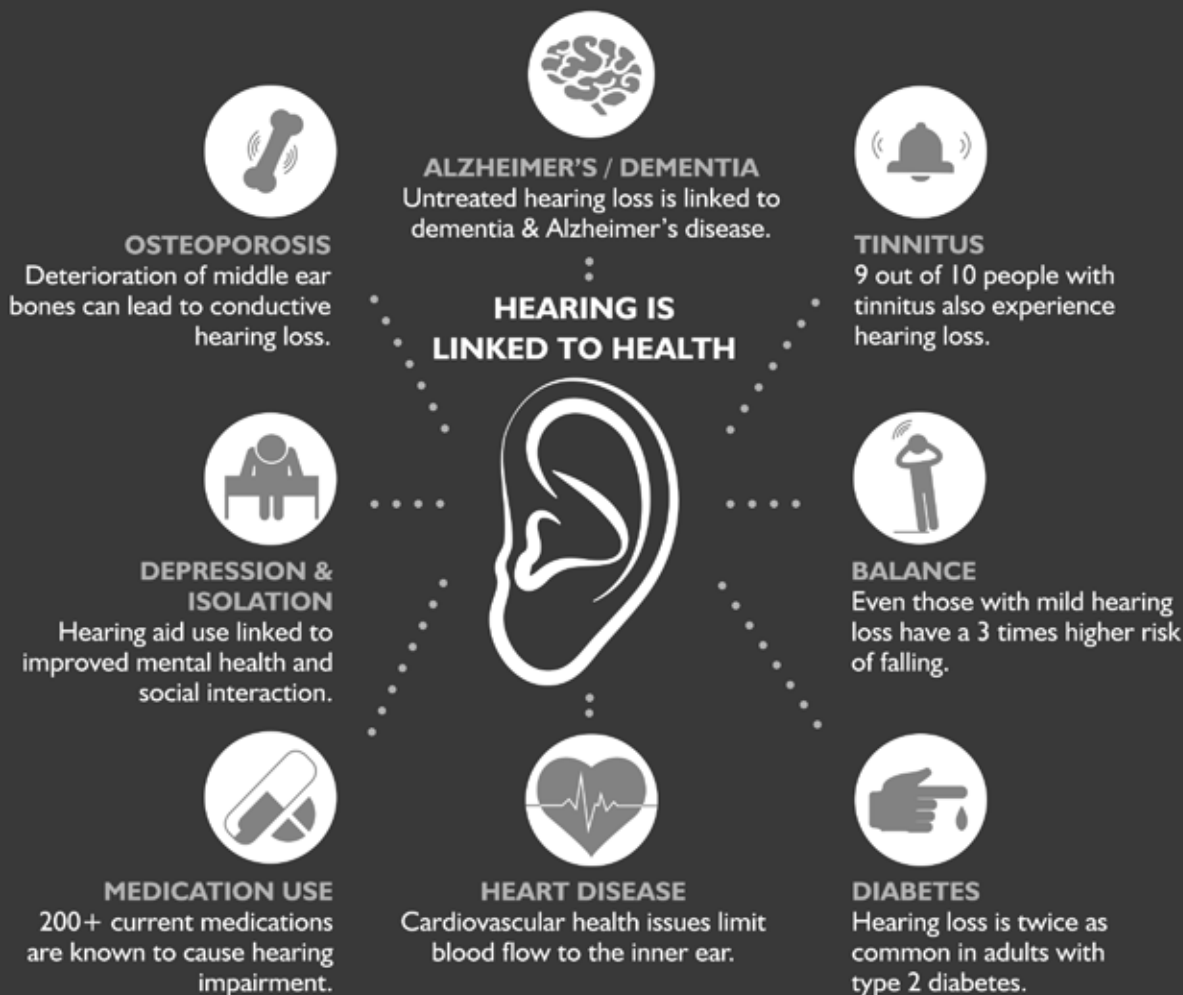 ALZHEIMER'S / DEMENTIA
Untreated hearing loss is linked to
dementia & Alzheimer's disease.
OSTEOPOROSIS
Deterioration of middle ear
bones can lead to conductive
hearing loss.
TINNITUS
9 out of 10 people with
tinnitus also experience
hearing loss.
HEARING IS
LINKED TO HEALTH
DEPRESSION &
ISOLATION
Hearing aid use linked to
improved mental health and
social interaction.
BALANCE
Even those with mild hearing
loss have a 3 times higher risk
of falling.
MEDICATION USE
200+ current medications
are known to cause hearing
impairment.
HEART DISEASE
Cardiovascular health issues limit
blood flow to the inner ear.
DIABETES
Hearing loss is twice as
common in adults with
type 2 diabetes.